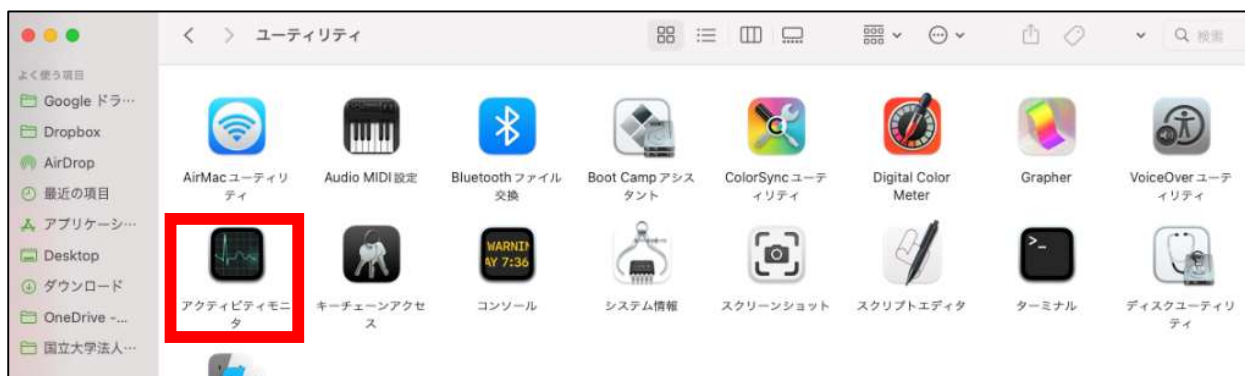 ユーティリティ
検索
よく使う項目
Google ドラ…
Dropbox
AirDrop
最近の項目
アプリケーシ…
Desktop
ダウンロード
OneDrive -...
国立大学法人…
AirMac ユーティリ
ティ
Audio MIDI 設定
Bluetooth ファイル
交換
Boot Camp アシス
タント
ColorSync ユーテ
ィリティ
Digital Color
Meter
Grapher
VoiceOver ユーテ
ィリティ
WARNIN
AY 7:36
>_
アクティビティモニ
タ
キーチェーンアクセ
ス
コンソール
システム情報
スクリーンショット
スクリプトエディタ
ターミナル
ディスクユーティリ
ティ